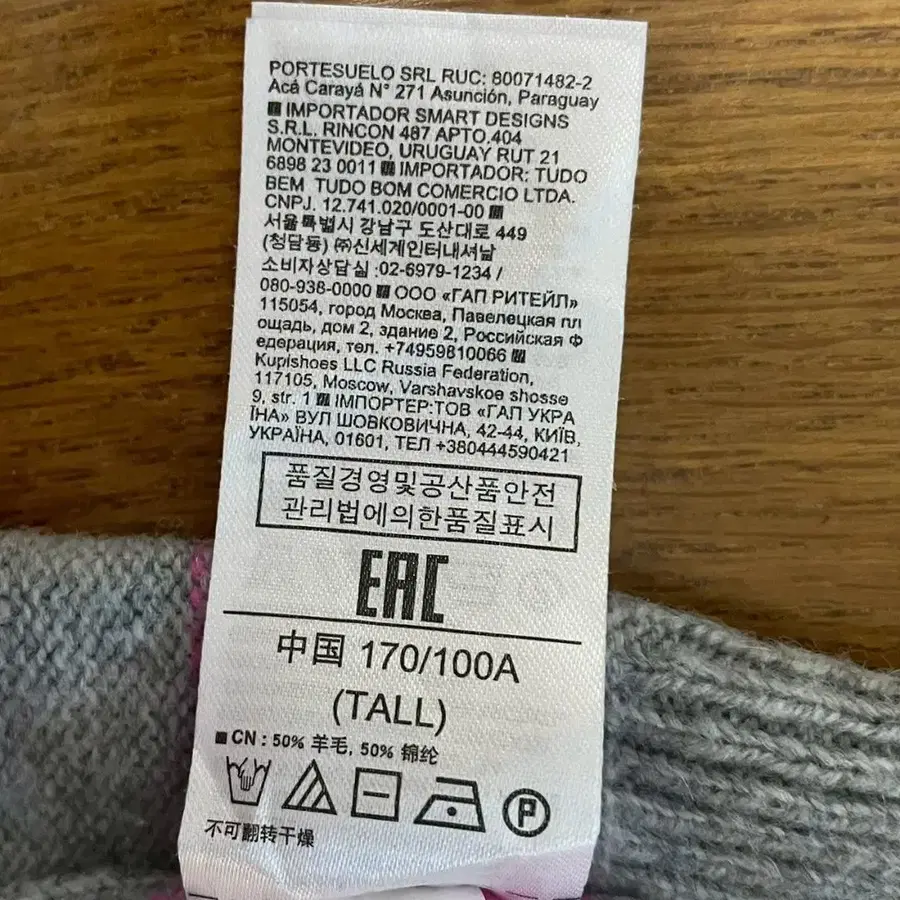 PORTESUELO SRL RUC: 80071482-2
Acá Carayá N° 271 Asunción, Paraguay
IMPORTADOR SMART DESIGNS
S.R.L. RINCON 487 APTO.404
MONTEVIDEO, URUGUAY RUT 21
6898 23 0011 IMPORTADOR: TUDO
BEM TUDO BOM COMERCIO LTDA.
CNPJ. 12.741.020/0001-00
서울특별시 강남구 도산대로 449
(청담동) ㈜신세계인터내셔날
소비자상담실 :02-6979-1234 /
080-938-0000 ООО «ГАП РИТЕЙЛ»
115054, город Москва, Павелецкая пл
ощадь, дом 2, здание 2, Российская Ф
едерация, тел. +74959810066
Kupishoes LLC Russia Federation,
117105, Moscow, Varshavskoe shosse
9, str. 1 ІМПОРТЕР:ТОВ «ГАП УКРА
ЇНА» ВУЛ ШОВКОВИЧНА, 42-44, КИЇВ,
УКРАЇНА, 01601, ТЕЛ +380444590421
품질경영및공산품안전
관리법에의한품질표시
EAC
中国 170/100A
(TALL)
CN : 50% 羊毛, 50% 锦纶
P
不可翻转干燥